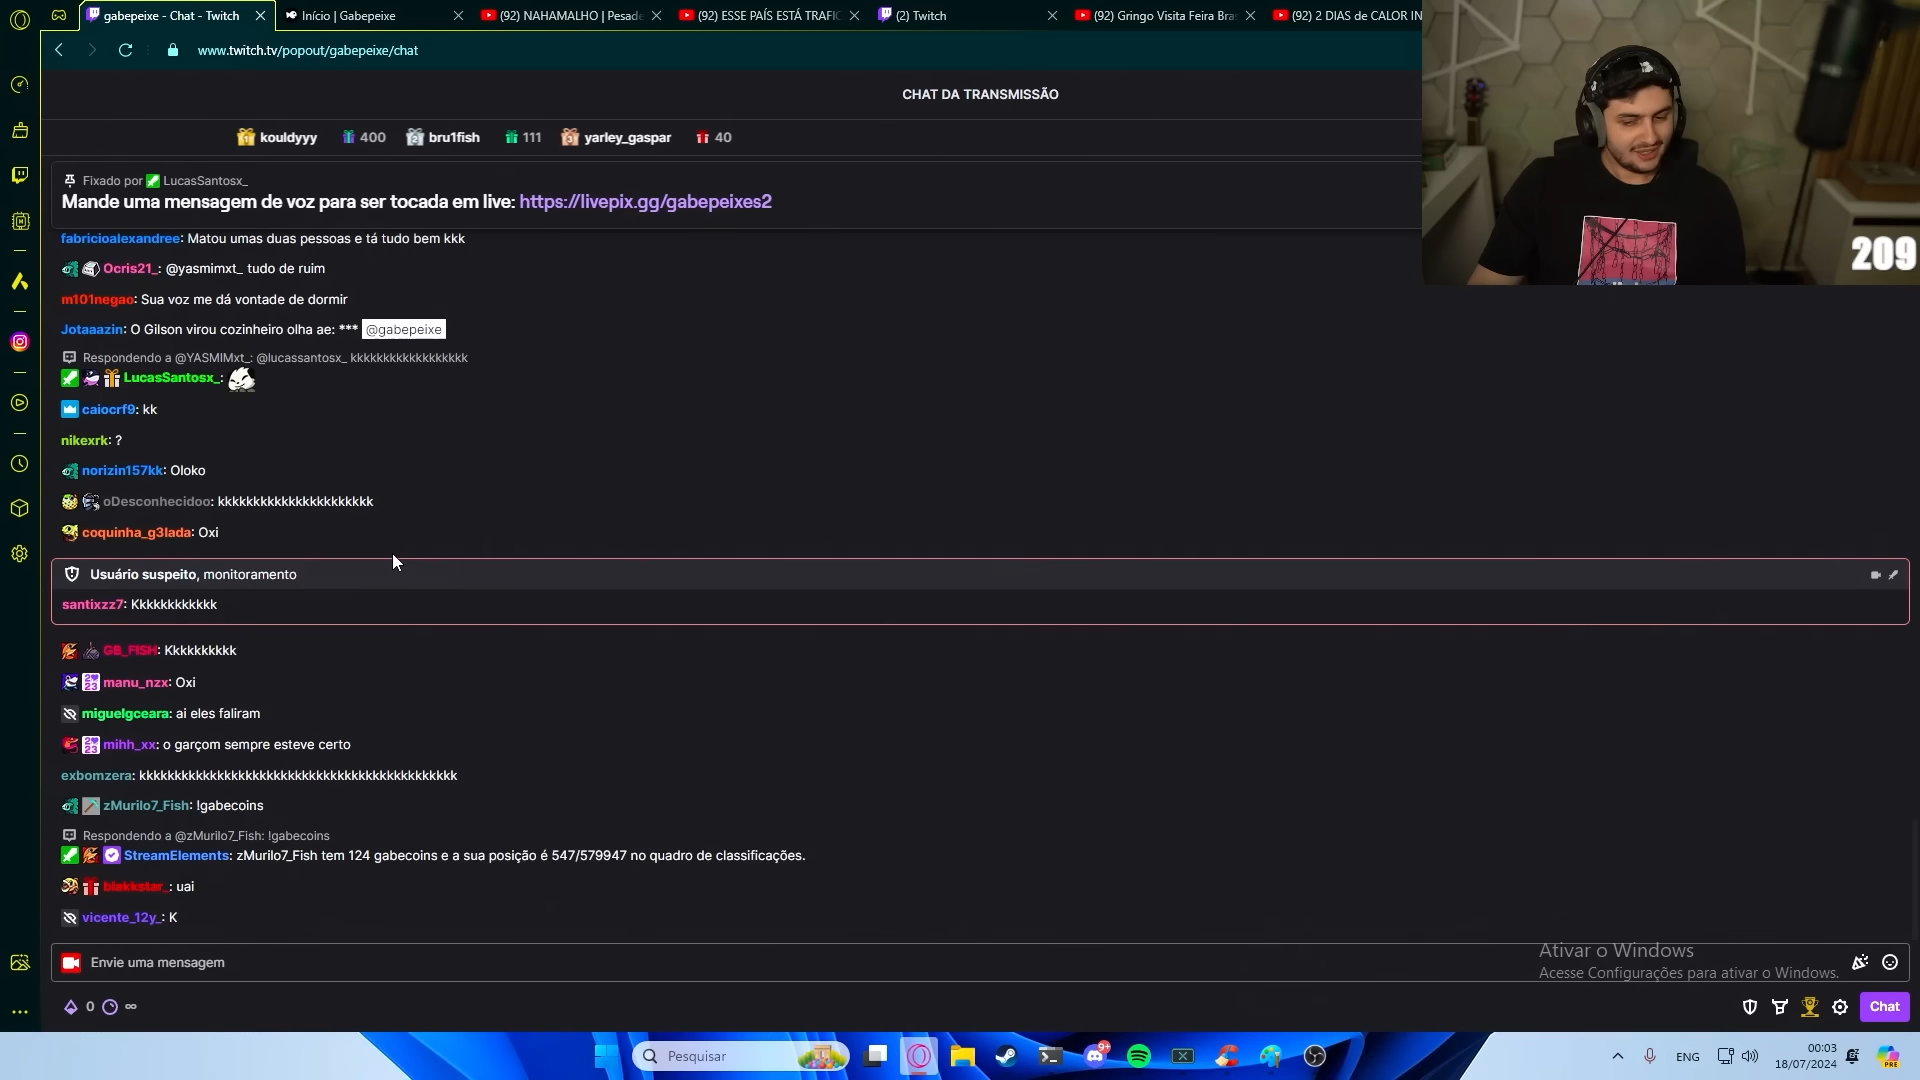 gabepeixe - Chat - Twitch
Início | Gabepeixe
(92) NAHAMALHO | Pesade
(92) ESSE PAÍS ESTÁ TRAFIC
(2) Twitch
(92) Gringo Visita Feira Bra
(92) 2 DIAS de CALOR IN
www.twitch.tv/popout/gabepeixe/chat
CHAT DA TRANSMISSÃO
kouldyyy 400 bru1fish 111 yarley_gaspar 40
Fixado por LucasSantosx_
Mande uma mensagem de voz para ser tocada em live: https://livepix.gg/gabepeixes2
209
fabricioalexandree: Matou umas duas pessoas e tá tudo bem kkk
Ocris21_: @yasmimxt_ tudo de ruim
m101negao: Sua voz me dá vontade de dormir
Jotaaazin: O Gilson virou cozinheiro olha ae: *** @gabepeixe
Respondendo a @YASMIMxt_: @lucassantosx_ kkkkkkkkkkkkkkkkkk
LucasSantosx_:
caiocrf9: kk
nikexrk: ?
norizin157kk: Oloko
oDesconhecidoo: kkkkkkkkkkkkkkkkkkkkkk
coquinha_g3lada: Oxi
Usuário suspeito, monitoramento
santixzz7: Kkkkkkkkkkkk
GB_FISH: Kkkkkkkkkk
manu_nzx: Oxi
miguelgceara: ai eles faliram
mihh_xx: o garçom sempre esteve certo
exbomzera: kkkkkkkkkkkkkkkkkkkkkkkkkkkkkkkkkkkkkkkkkkkkk
zMurilo7_Fish: !gabecoins
Respondendo a @zMurilo7_Fish: !gabecoins
StreamElements: zMurilo7_Fish tem 124 gabecoins e a sua posição é 547/579947 no quadro de classificações.
blakkstar_: uai
vicente_12y_: K
Envie uma mensagem
Ativar o Windows
Acesse Configurações para ativar o Windows.
0 ∞
Chat
Pesquisar
9+
ENG
00:03
18/07/2024
PRE